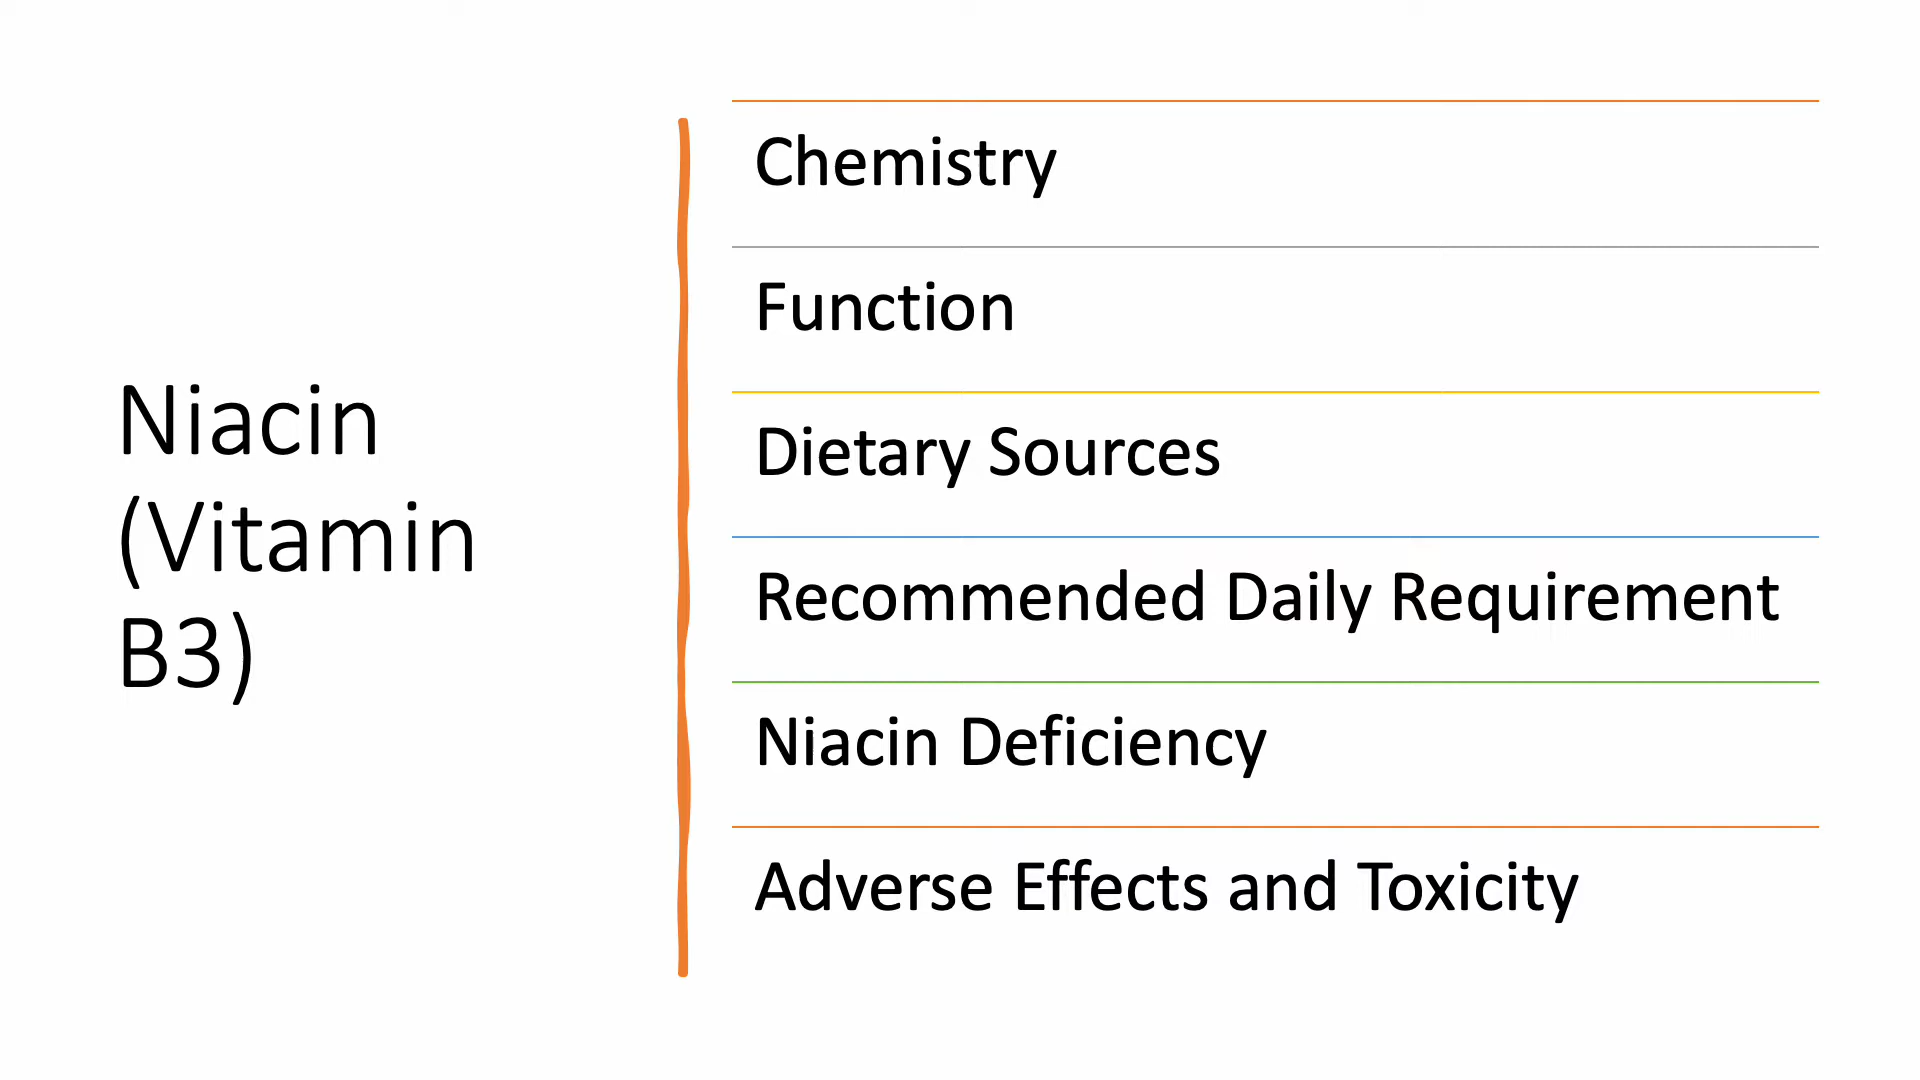 Niacin
(Vitamin
B3)
Chemistry
Function
Dietary Sources
Recommended Daily Requirement
Niacin Deficiency
Adverse Effects and Toxicity